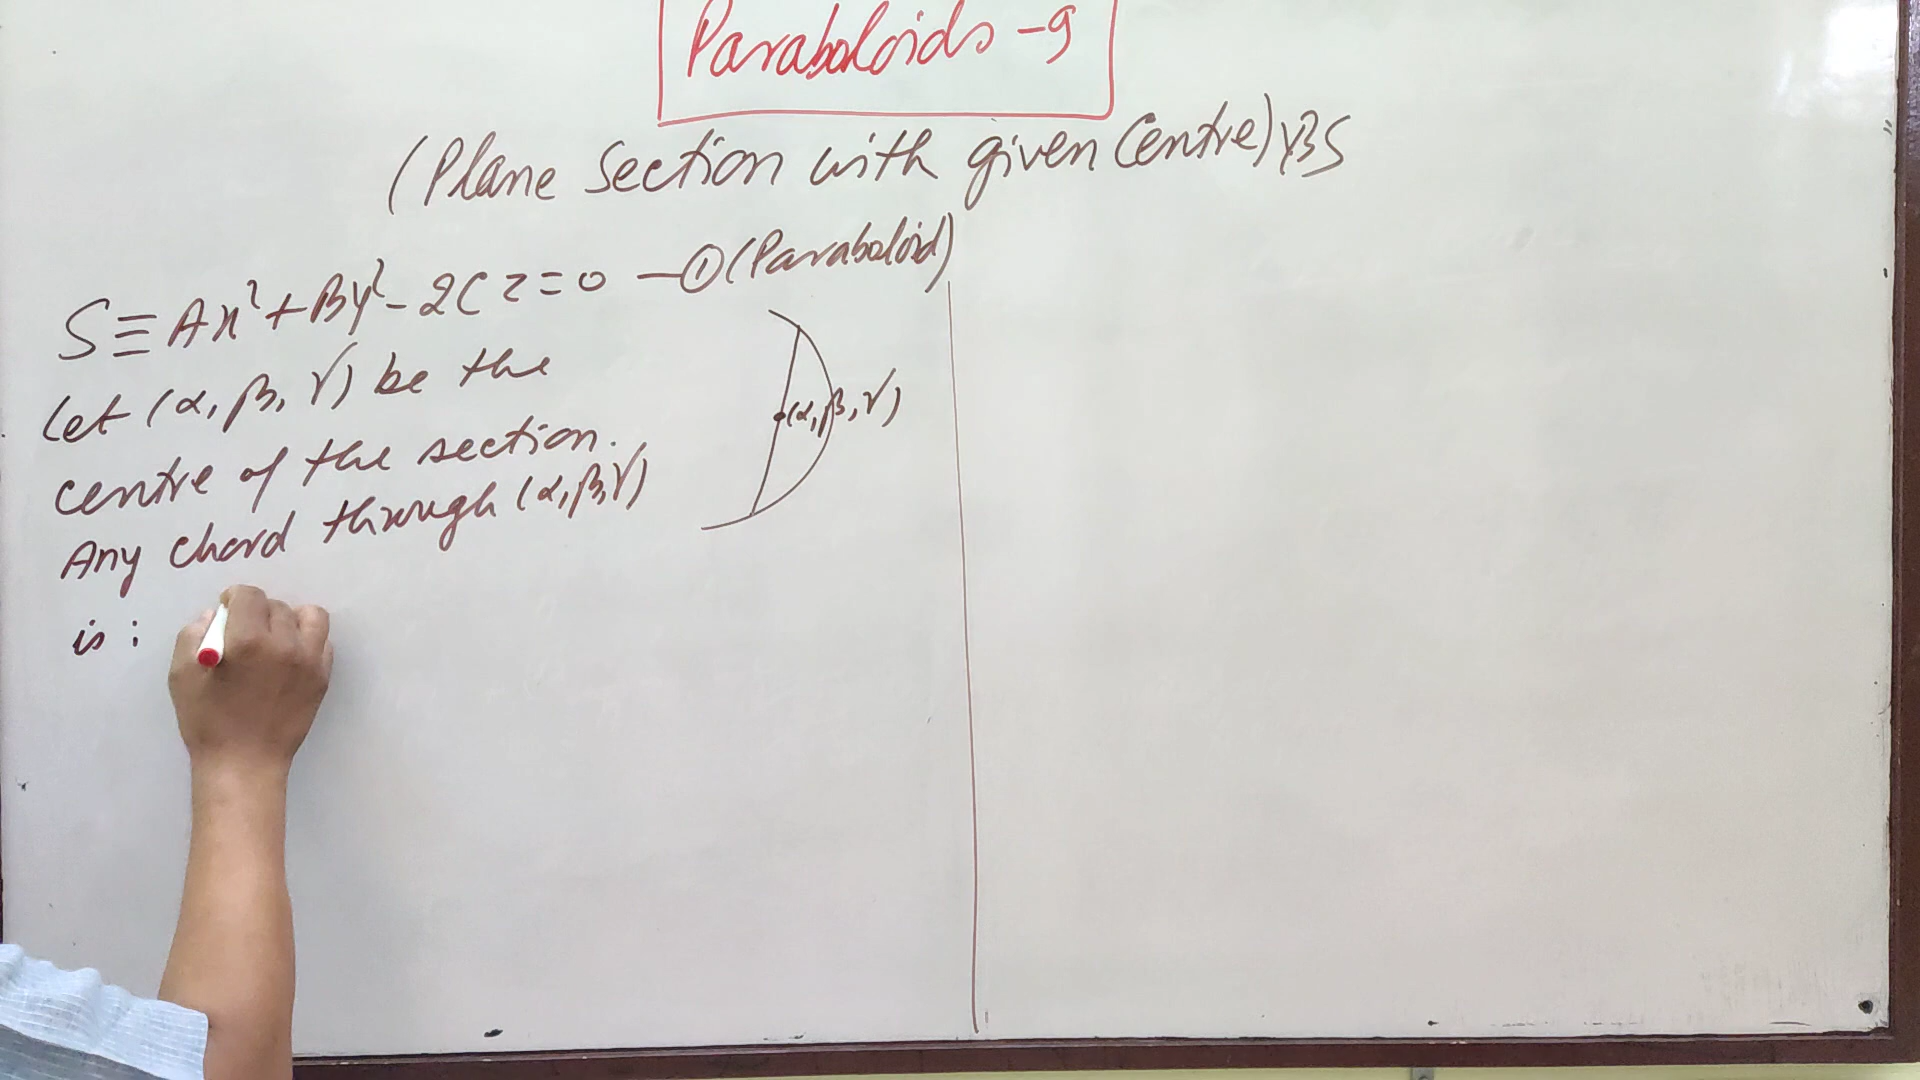 Paraboloids -9
(Plane Section with given Centre) YBS
S≡Ax²+By²-2Cz=0 —①(Paraboloid)
Let (α, β, γ) be the
centre of the section.
Any chord through (α,β,γ)
is :
(α,β,γ)